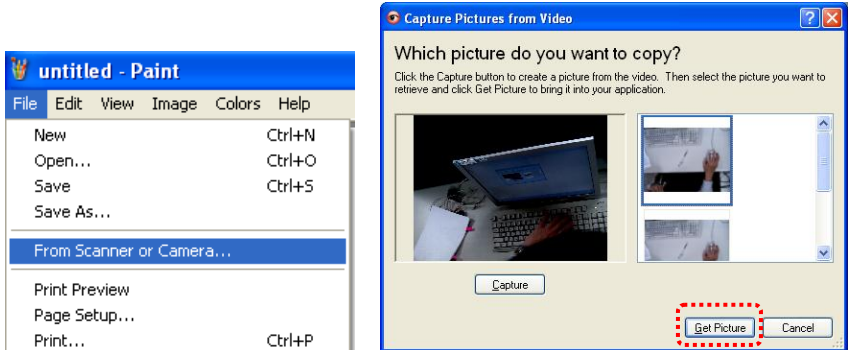 untitled - Paint
File Edit View Image Colors Help
New Ctrl+N
Open... Ctrl+O
Save Ctrl+S
Save As...
From Scanner or Camera...
Print Preview
Page Setup...
Print... Ctrl+P
Capture Pictures from Video
Which picture do you want to copy?
Click the Capture button to create a picture from the video. Then select the picture you want to
retrieve and click Get Picture to bring it into your application.
Capture
Get Picture Cancel